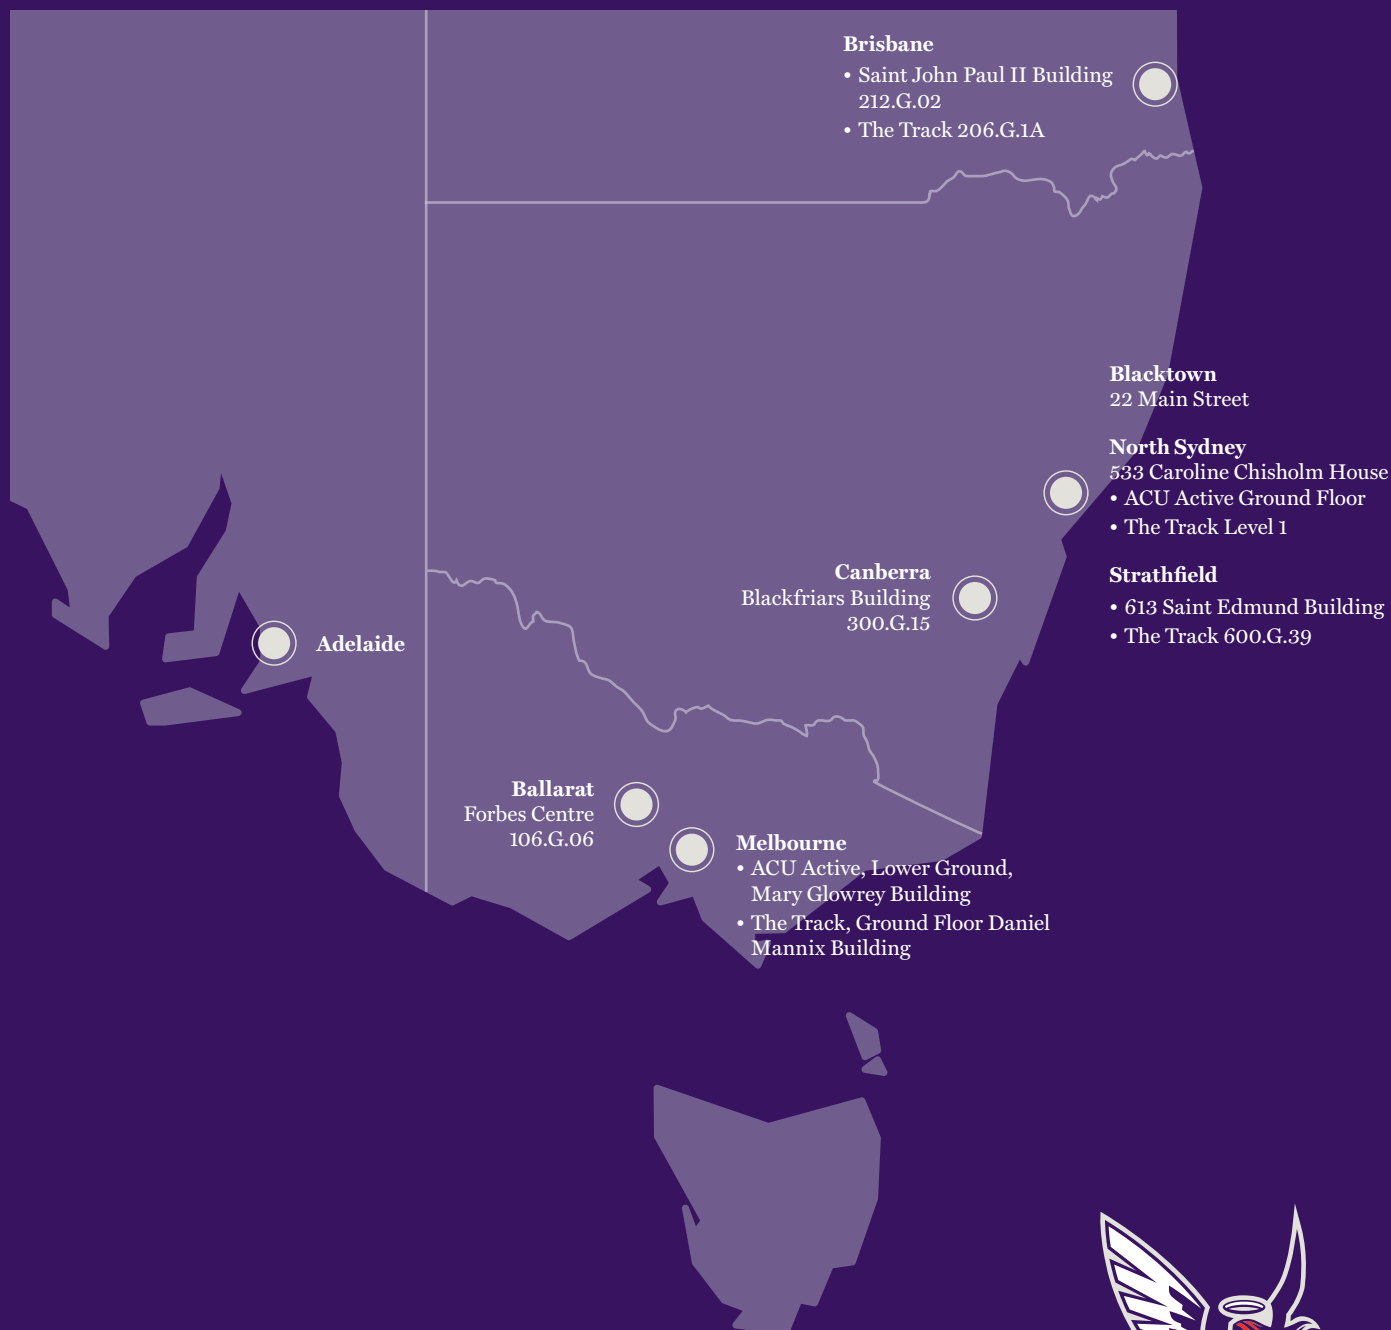 Brisbane
• Saint John Paul II Building
212.G.02
• The Track 206.G.1A
Blacktown
22 Main Street
North Sydney
533 Caroline Chisholm House
• ACU Active Ground Floor
• The Track Level 1
Strathfield
• 613 Saint Edmund Building
• The Track 600.G.39
Canberra
Blackfriars Building
300.G.15
Adelaide
Ballarat
Forbes Centre
106.G.06
Melbourne
• ACU Active, Lower Ground,
Mary Glowrey Building
• The Track, Ground Floor Daniel
Mannix Building